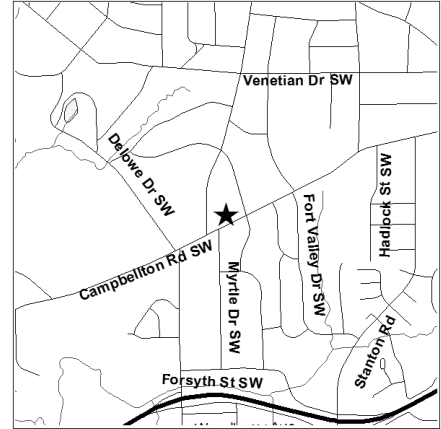 Venetian Dr SW
Delowe Dr SW
Hadlock St SW
Fort Valley Dr SW
Campbellton Rd SW
Myrtle Dr SW
Stanton Rd
Forsyth St SW